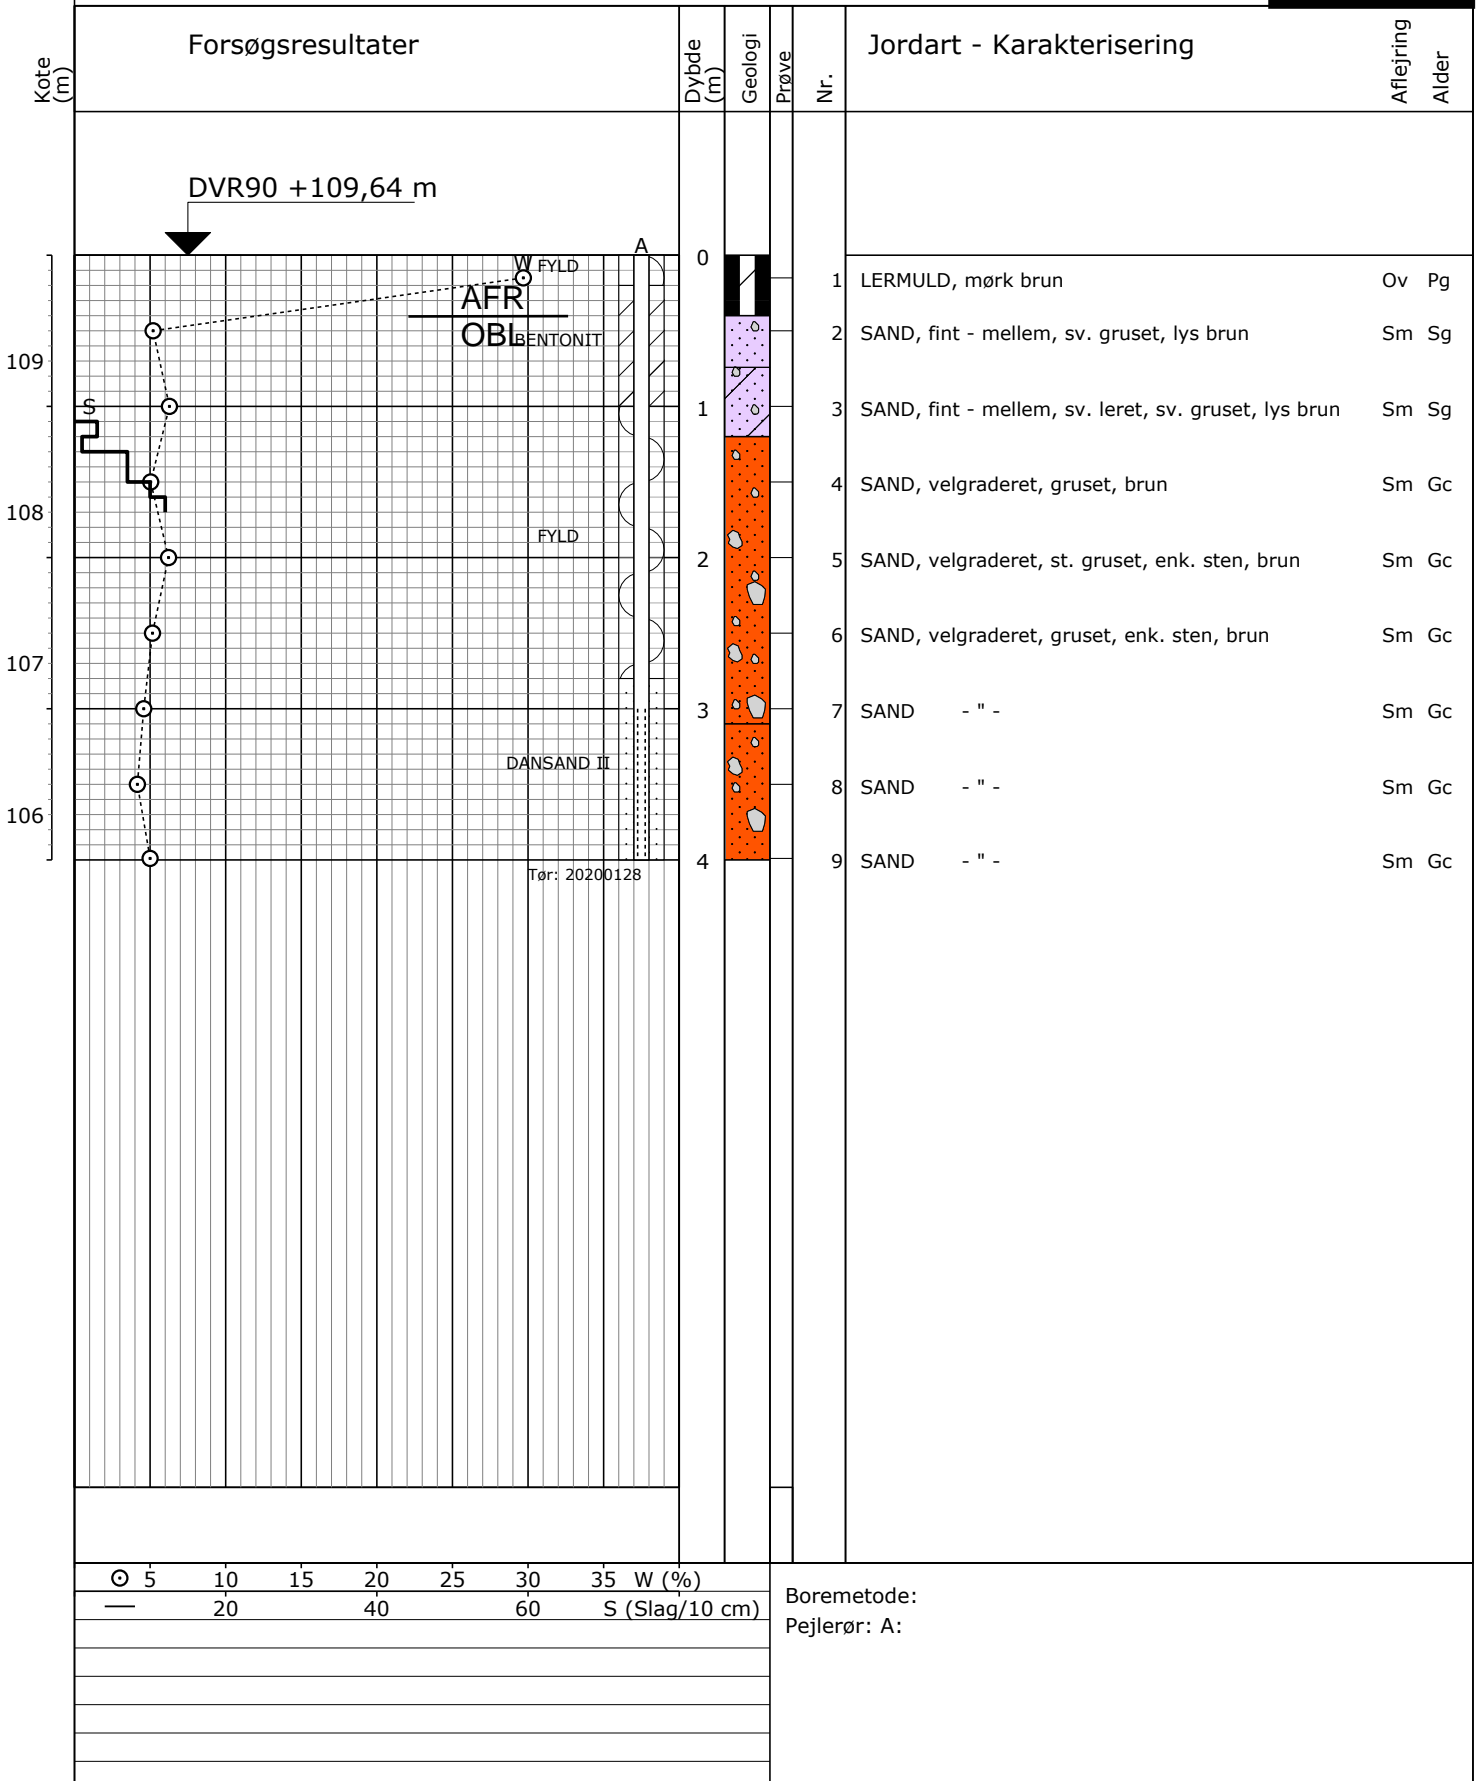 Kote (m)
Forsøgsresultater
Dybde (m)
Geologi
Prøve
Nr.
Jordart - Karakterisering
Aflejring
Alder
DVR90 +109,64 m
A
W FYLD
0
1 LERMULD, mørk brun Ov Pg
AFR
OBL
BENTONIT
2 SAND, fint - mellem, sv. gruset, lys brun Sm Sg
109
S
1
3 SAND, fint - mellem, sv. leret, sv. gruset, lys brun Sm Sg
4 SAND, velgraderet, gruset, brun Sm Gc
108
FYLD
2
5 SAND, velgraderet, st. gruset, enk. sten, brun Sm Gc
6 SAND, velgraderet, gruset, enk. sten, brun Sm Gc
107
3
7 SAND - " - Sm Gc
DANSAND II
8 SAND - " - Sm Gc
106
4
9 SAND - " - Sm Gc
Tør: 20200128
5 10 15 20 25 30 35 W (%)
20 40 60 S (Slag/10 cm)
Boremetode:
Pejlerør: A: